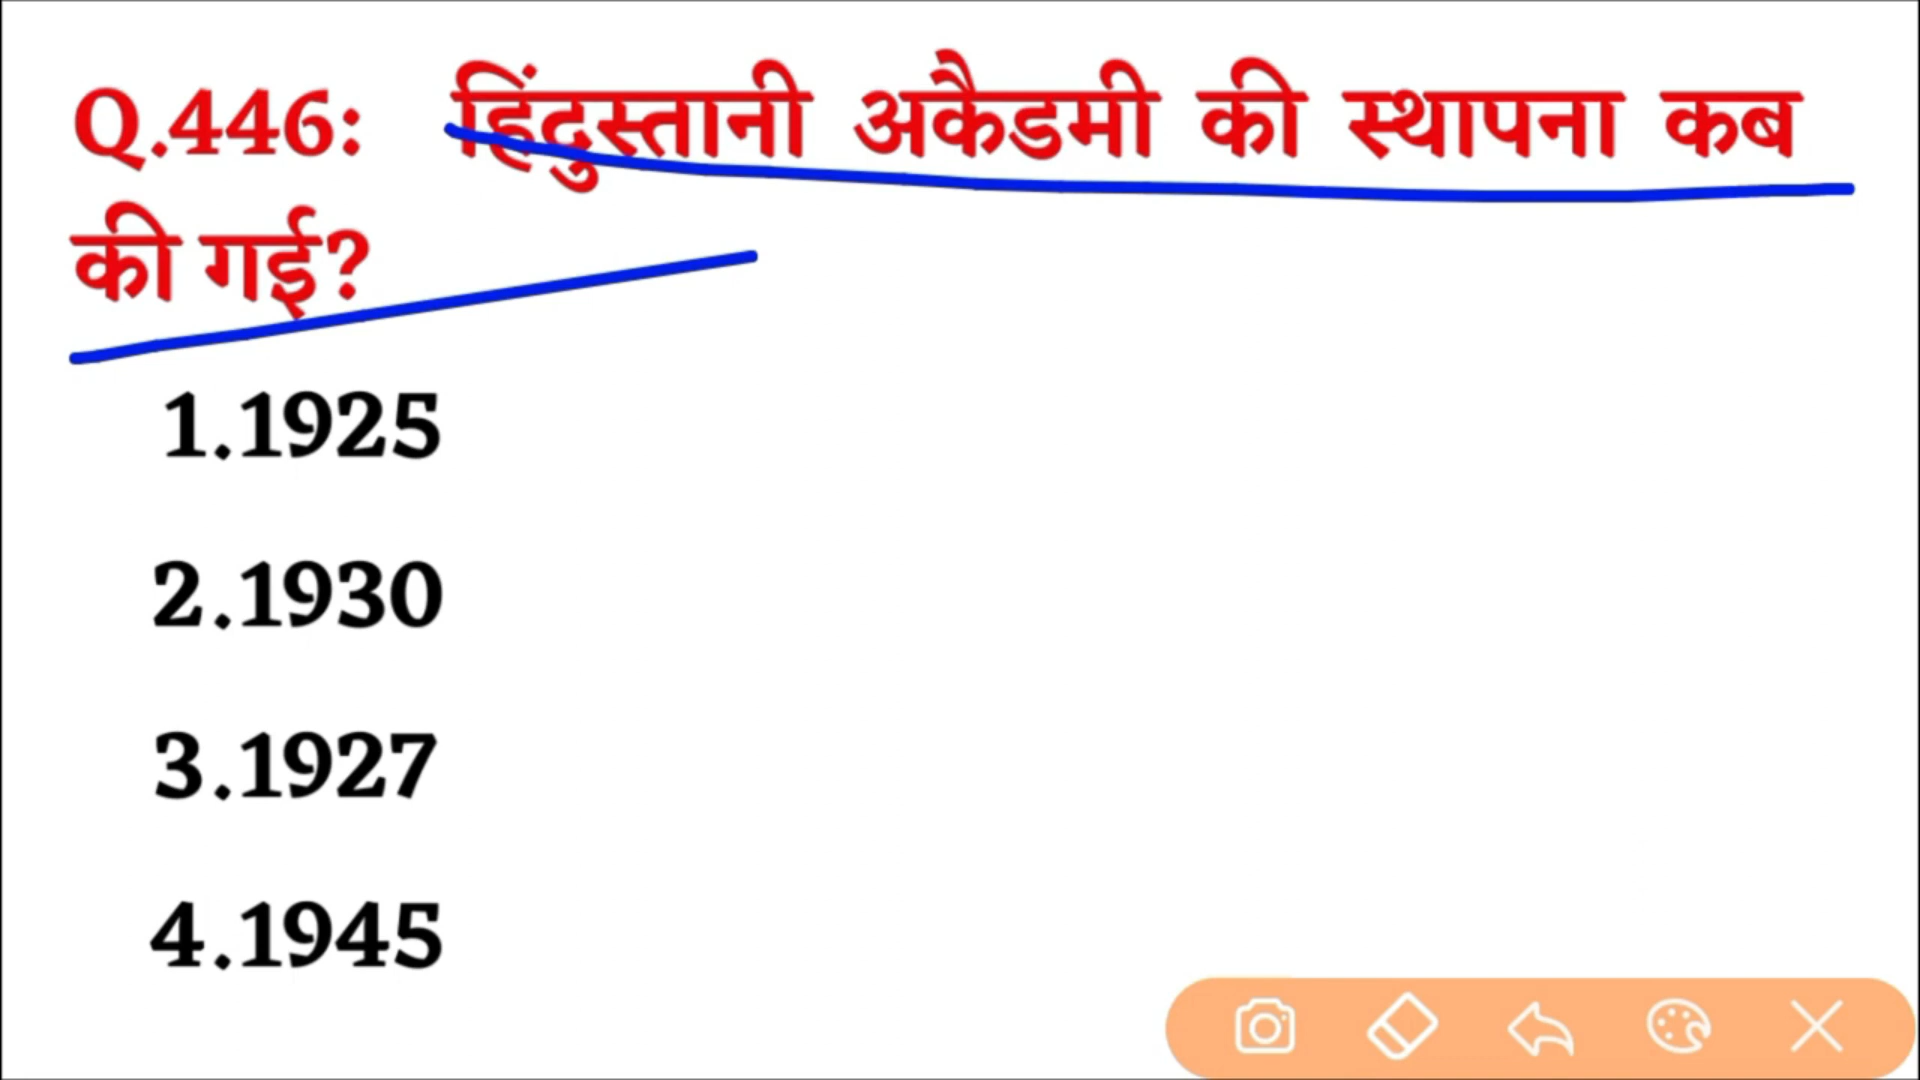 Q.446: हिंदुस्तानी अकैडमी की स्थापना कब
की गई?
1.1925
2.1930
3.1927
4.1945